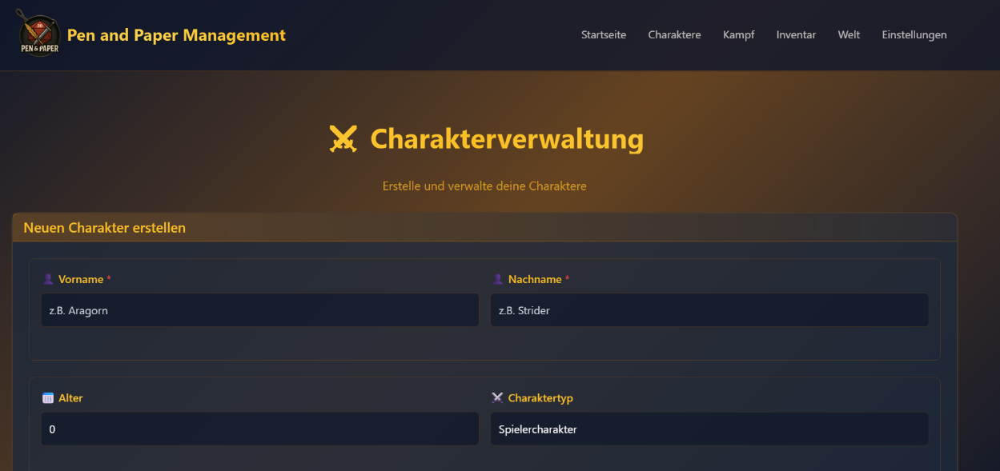 20
PEN & PAPER
Pen and Paper Management
Startseite Charaktere Kampf Inventar Welt Einstellungen
Charakterverwaltung
Erstelle und verwalte deine Charaktere
Neuen Charakter erstellen
Vorname * Nachname *
z.B. Aragorn z.B. Strider
Alter Charaktertyp
0 Spielercharakter